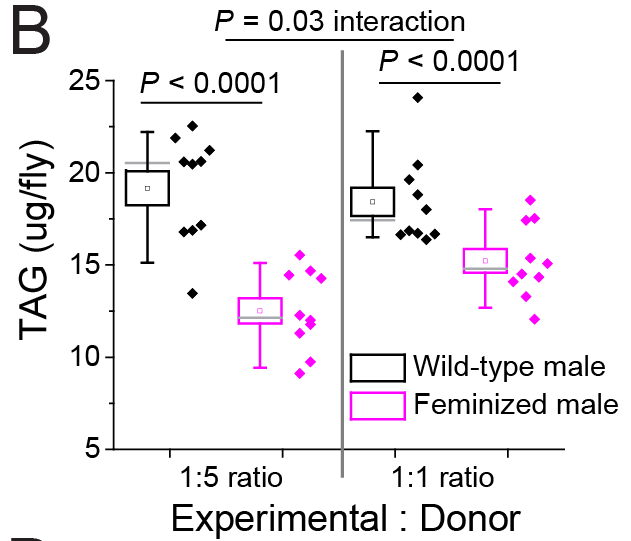 B
P = 0.03 interaction
P < 0.0001
P < 0.0001
25
20
15
10
5
TAG (ug/fly)
Wild-type male
Feminized male
1:5 ratio
1:1 ratio
Experimental : Donor